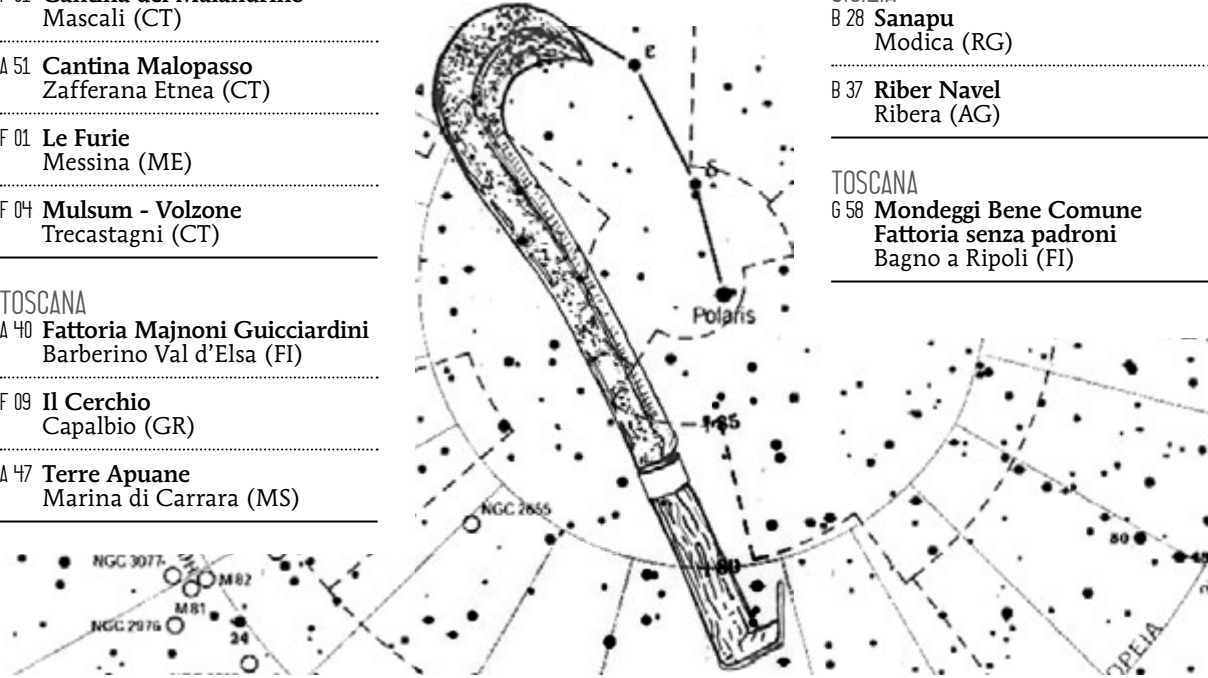 Mascali (CT)
A 51 Cantina Malopasso
Zafferana Etnea (CT)
F 01 Le Furie
Messina (ME)
F 04 Mulsum - Volzone
Trecastagni (CT)
TOSCANA
A 40 Fattoria Majnoni Guicciardini
Barberino Val d'Elsa (FI)
F 09 Il Cerchio
Capalbio (GR)
A 47 Terre Apuane
Marina di Carrara (MS)
B 28 Sanapu
Modica (RG)
B 37 Riber Navel
Ribera (AG)
TOSCANA
G 58 Mondeggi Bene Comune
Fattoria senza padroni
Bagno a Ripoli (FI)
ε
δ
Polaris
NGC 2655
NGC 3077
M 82
M 81
NGC 2976
24
80
50
OPEIA